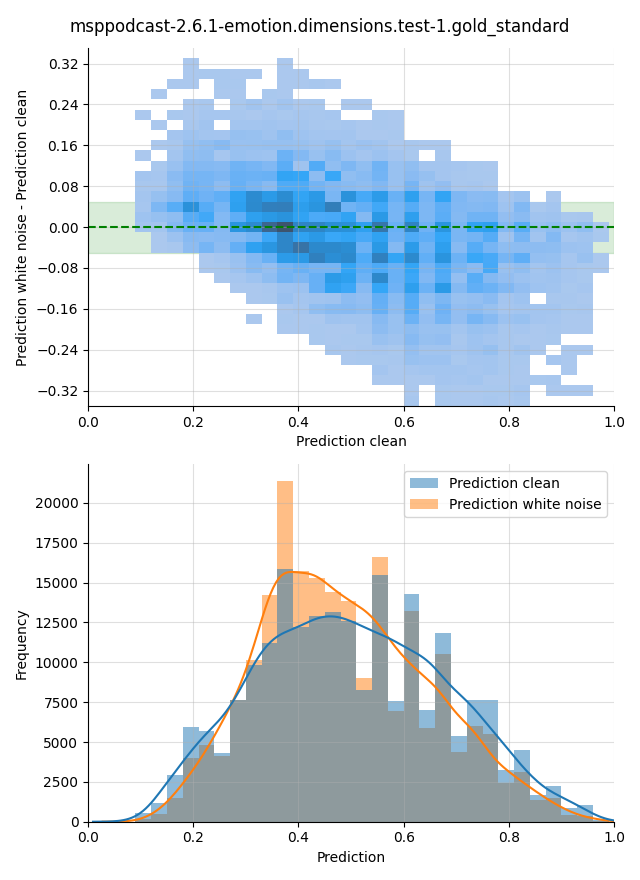 msppodcast-2.6.1-emotion.dimensions.test-1.gold_standard
Prediction white noise - Prediction clean
0.32
0.24
0.16
0.08
0.00
−0.08
−0.16
−0.24
−0.32
0.0 0.2 0.4 0.6 0.8 1.0
Prediction clean
Prediction clean
Prediction white noise
Frequency
20000
17500
15000
12500
10000
7500
5000
2500
0
0.0 0.2 0.4 0.6 0.8 1.0
Prediction